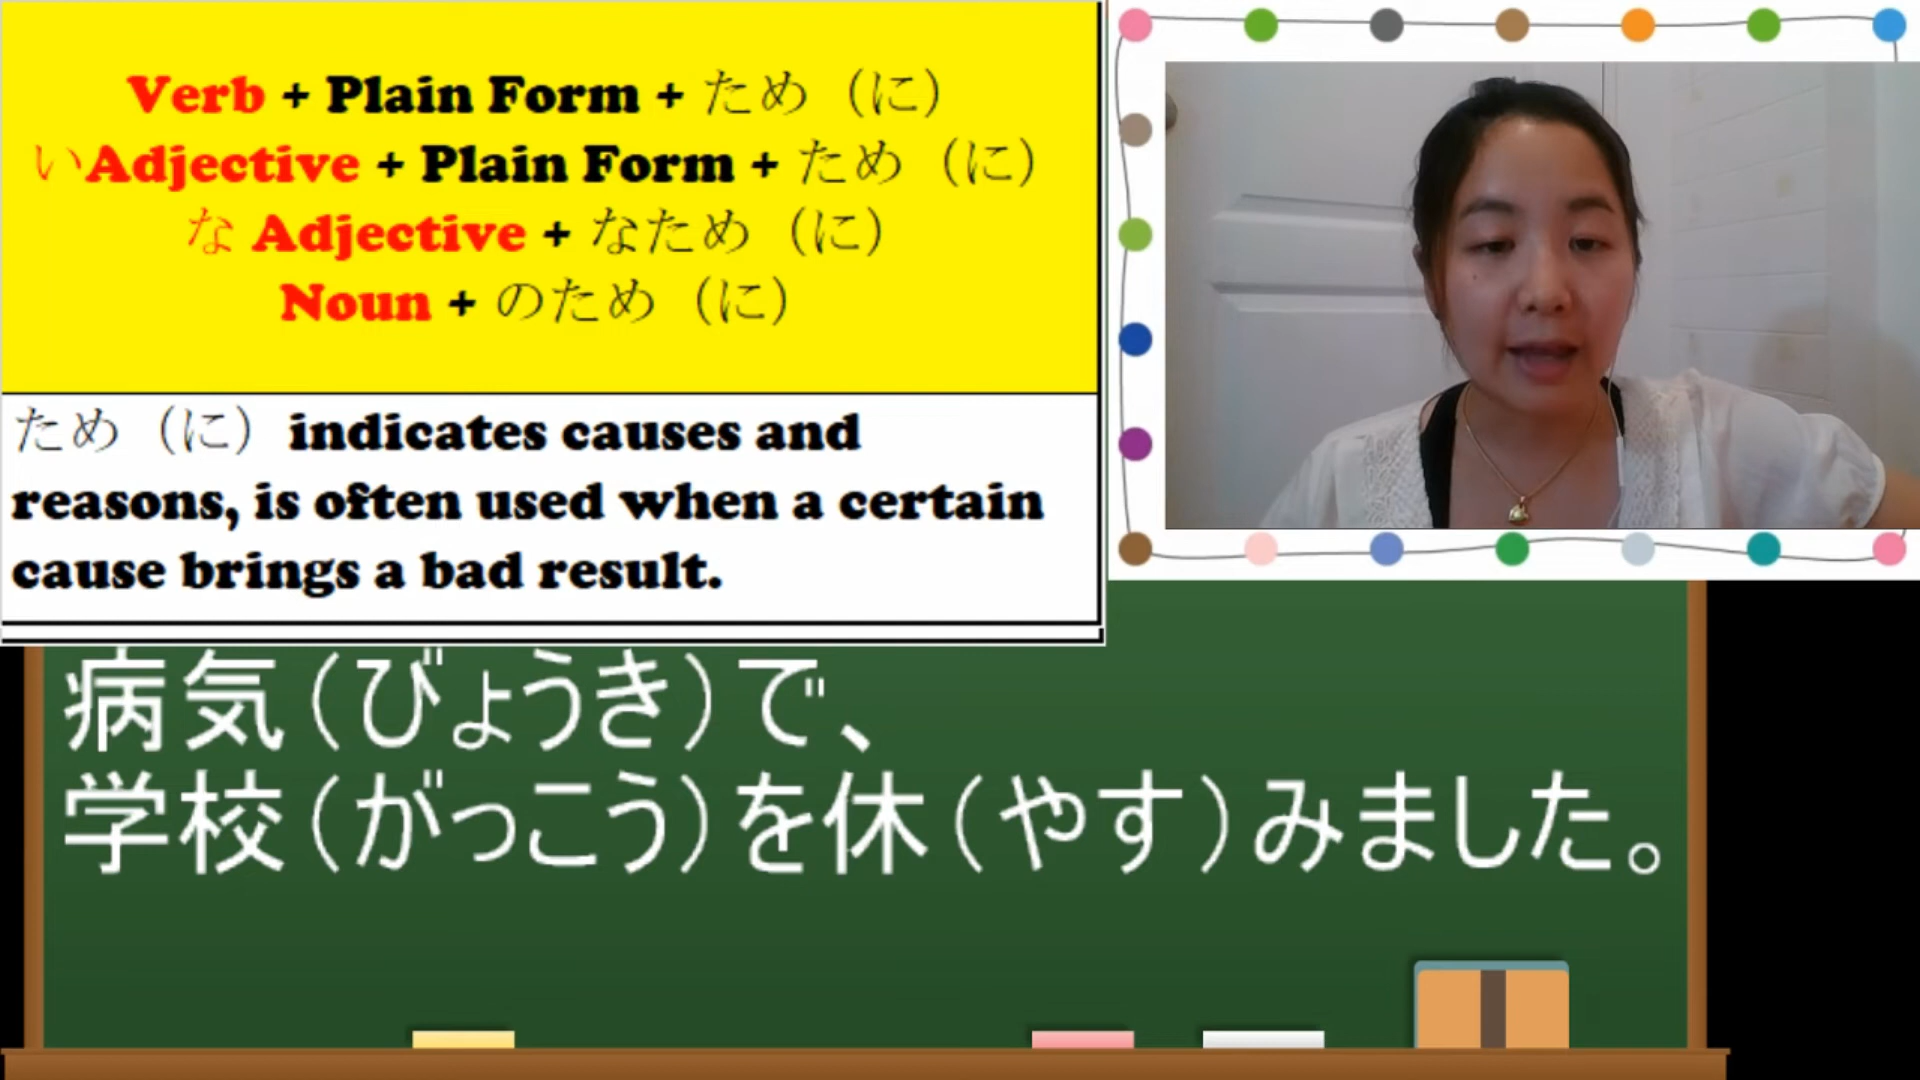 Verb + Plain Form + ため（に）
いAdjective + Plain Form + ため（に）
な Adjective + なため（に）
Noun + のため（に）
ため（に）indicates causes and
reasons, is often used when a certain
cause brings a bad result.
病気（びょうき）で、
学校（がっこう）を休（やす）みました。